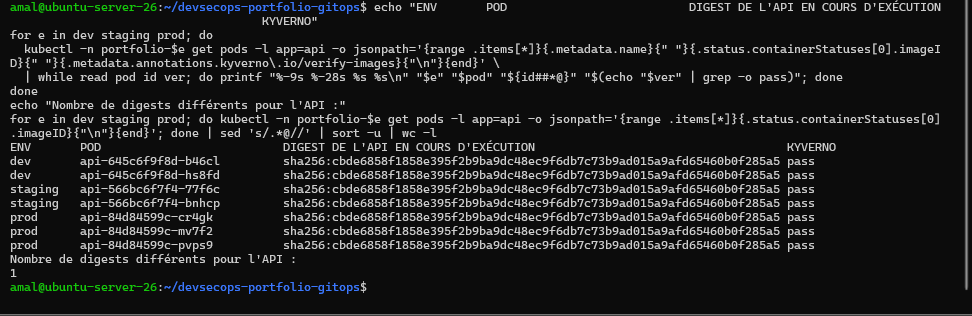 amal@ubuntu-server-26:~/devsecops-portfolio-gitops$ echo "ENV       POD                          DIGEST DE L'API EN COURS D'EXÉCUTION
                                    KYVERNO"
for e in dev staging prod; do
  kubectl -n portfolio-$e get pods -l app=api -o jsonpath='{range .items[*]}{.metadata.name}{" "}{.status.containerStatuses[0].imageI
D}{" "}{.metadata.annotations.kyverno\.io/verify-images}{"\n"}{end}' \
  | while read pod id ver; do printf "%-9s %-28s %s %s\n" "$e" "$pod" "${id##*@}" "$(echo "$ver" | grep -o pass)"; done
done
echo "Nombre de digests différents pour l'API :"
for e in dev staging prod; do kubectl -n portfolio-$e get pods -l app=api -o jsonpath='{range .items[*]}{.status.containerStatuses[0]
.imageID}{"\n"}{end}'; done | sed 's/.*@//' | sort -u | wc -l
ENV       POD                          DIGEST DE L'API EN COURS D'EXÉCUTION                                    KYVERNO
dev       api-645c6f9f8d-b46cl         sha256:cbde6858f1858e395f2b9ba9dc48ec9f6db7c73b9ad015a9afd65460b0f285a5 pass
dev       api-645c6f9f8d-hs8fd         sha256:cbde6858f1858e395f2b9ba9dc48ec9f6db7c73b9ad015a9afd65460b0f285a5 pass
staging   api-566bc6f7f4-77f6c         sha256:cbde6858f1858e395f2b9ba9dc48ec9f6db7c73b9ad015a9afd65460b0f285a5 pass
staging   api-566bc6f7f4-bnhcp         sha256:cbde6858f1858e395f2b9ba9dc48ec9f6db7c73b9ad015a9afd65460b0f285a5 pass
prod      api-84d84599c-cr4gk          sha256:cbde6858f1858e395f2b9ba9dc48ec9f6db7c73b9ad015a9afd65460b0f285a5 pass
prod      api-84d84599c-mv7f2          sha256:cbde6858f1858e395f2b9ba9dc48ec9f6db7c73b9ad015a9afd65460b0f285a5 pass
prod      api-84d84599c-pvps9          sha256:cbde6858f1858e395f2b9ba9dc48ec9f6db7c73b9ad015a9afd65460b0f285a5 pass
Nombre de digests différents pour l'API :
1
amal@ubuntu-server-26:~/devsecops-portfolio-gitops$